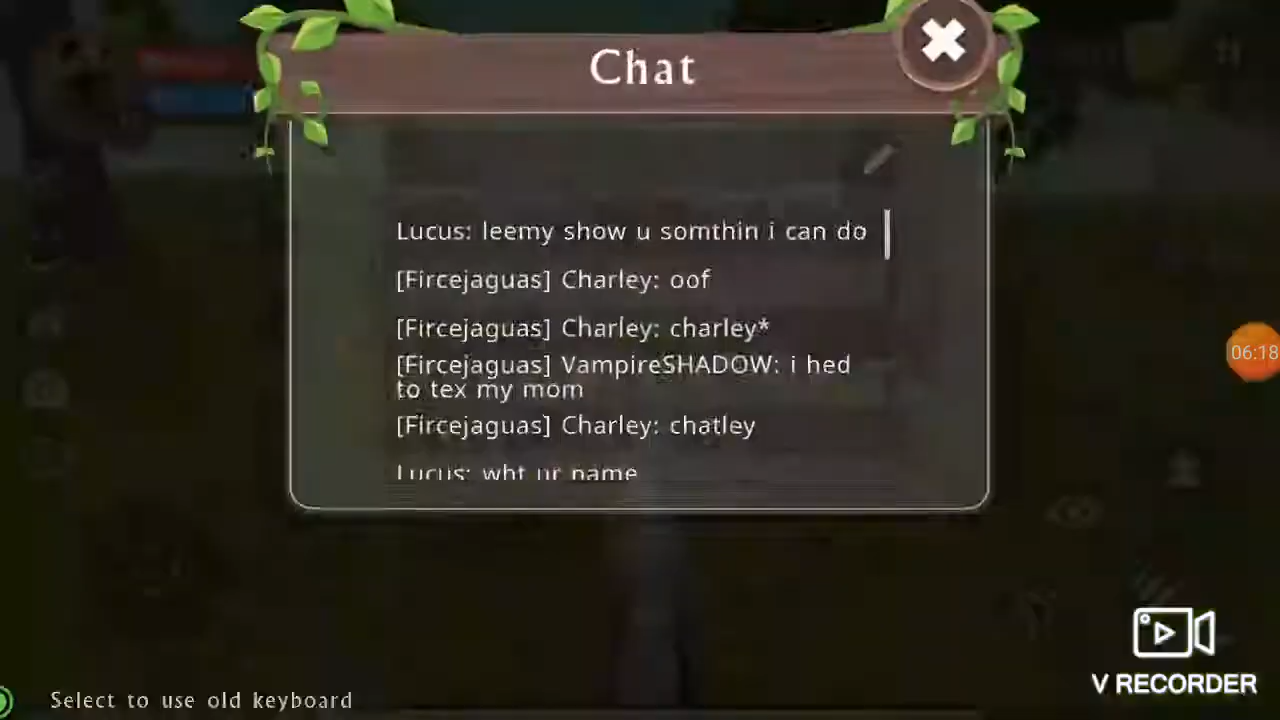 Chat
Lucus: leemy show u somthin i can do
[Fircejaguas] Charley: oof
[Fircejaguas] Charley: charley*
[Fircejaguas] VampireSHADOW: i hed
to tex my mom
[Fircejaguas] Charley: chatley
Lucus: wht ur name
06:18
V RECORDER
Select to use old keyboard